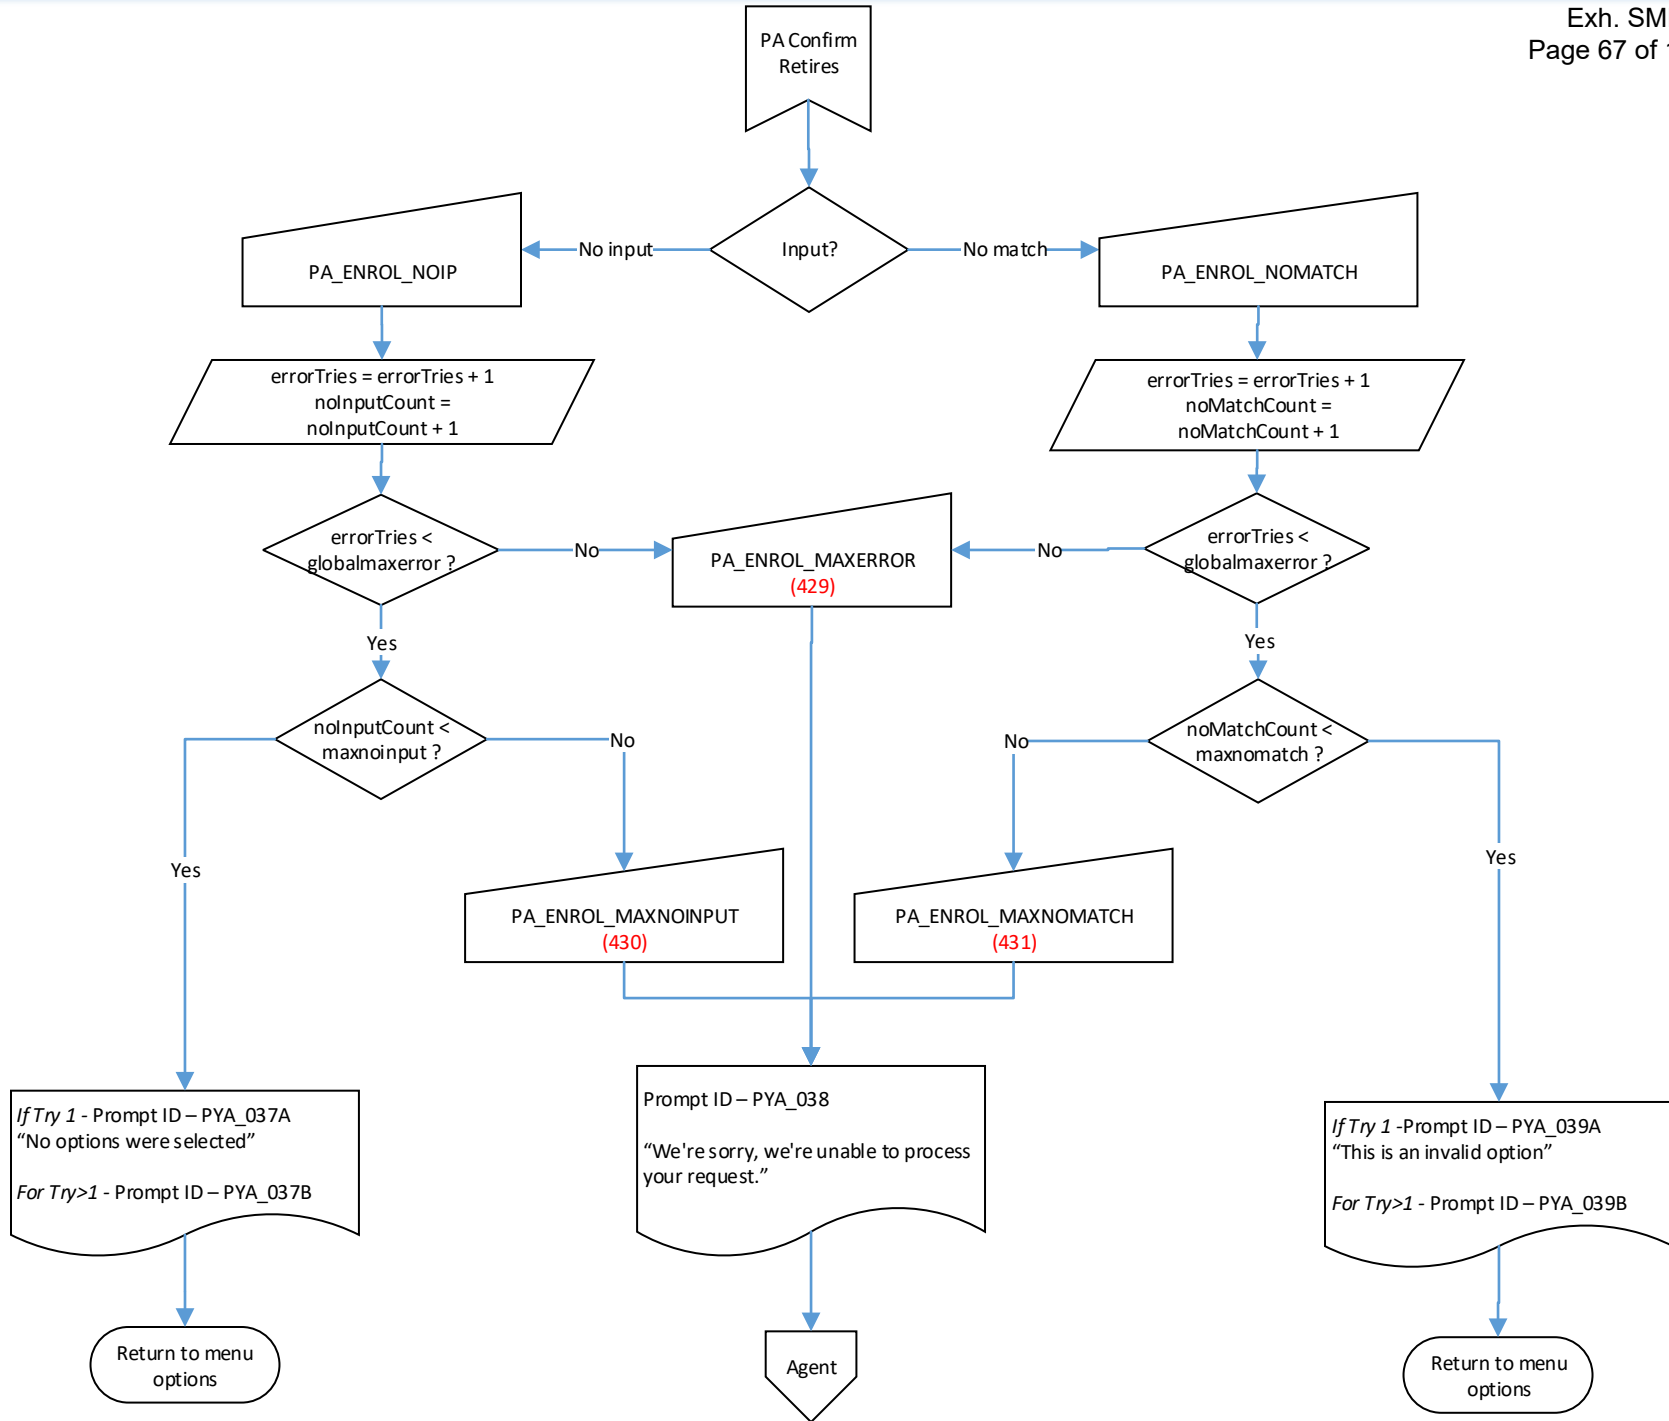 Exh. SM
Page 67 of 1
PA Confirm
Retires
Input?
No input
No match
PA_ENROL_NOIP
PA_ENROL_NOMATCH
errorTries = errorTries + 1
noInputCount =
noInputCount + 1
errorTries = errorTries + 1
noMatchCount =
noMatchCount + 1
errorTries <
globalmaxerror ?
No
PA_ENROL_MAXERROR
(429)
No
errorTries <
globalmaxerror ?
Yes
Yes
noInputCount <
maxnoinput ?
No
No
noMatchCount <
maxnomatch ?
Yes
Yes
PA_ENROL_MAXNOINPUT
(430)
PA_ENROL_MAXNOMATCH
(431)
If Try 1 - Prompt ID – PYA_037A
“No options were selected”
For Try>1 - Prompt ID – PYA_037B
Prompt ID – PYA_038
“We're sorry, we're unable to process
your request.”
If Try 1 -Prompt ID – PYA_039A
“This is an invalid option”
For Try>1 - Prompt ID – PYA_039B
Return to menu
options
Agent
Return to menu
options